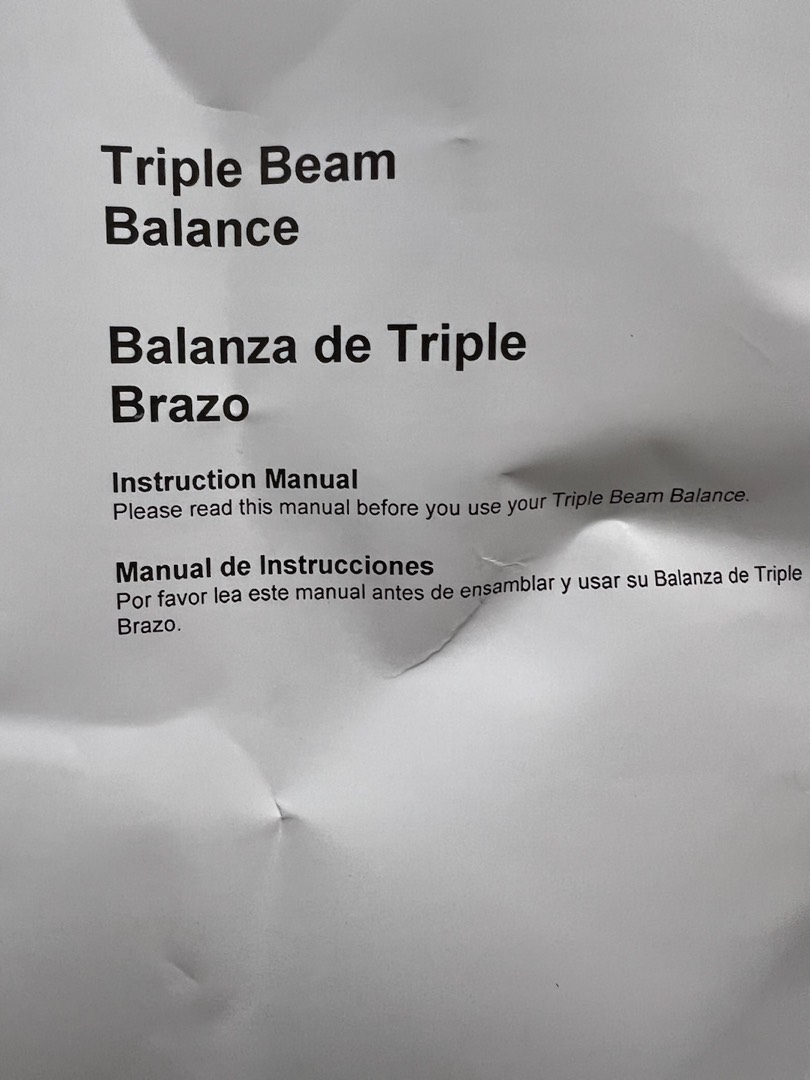 Triple Beam
Balance
Balanza de Triple
Brazo
Instruction Manual
Please read this manual before you use your Triple Beam Balance.
Manual de Instrucciones
Por favor lea este manual antes de ensamblar y usar su Balanza de Triple
Brazo.